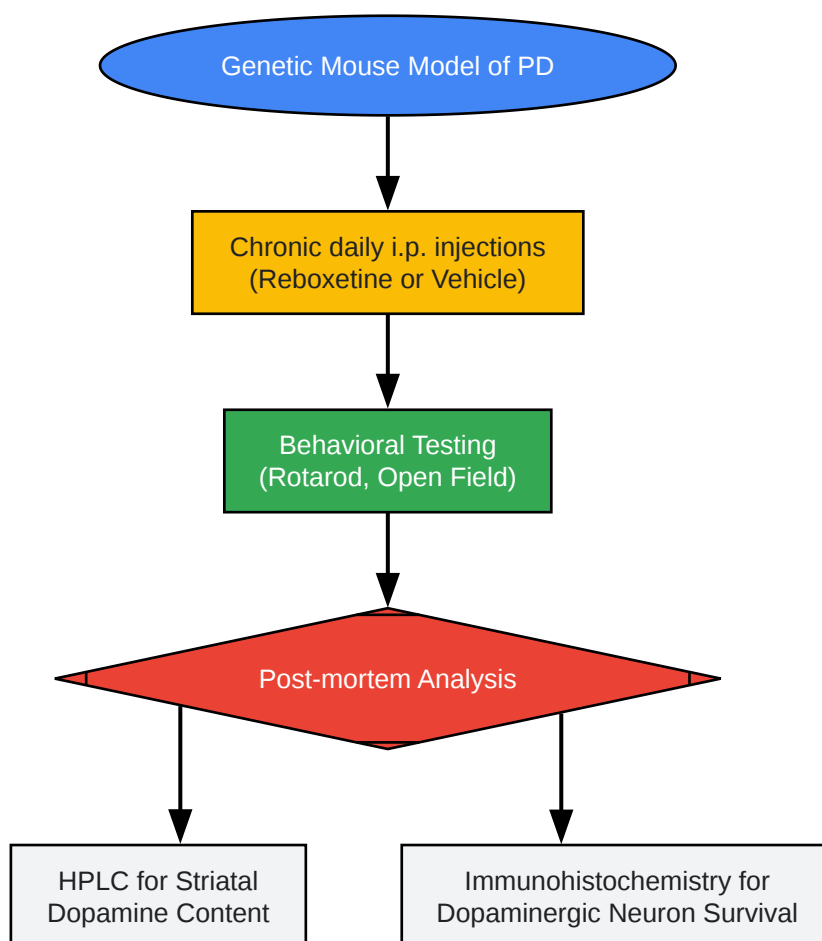 Genetic Mouse Model of PD
Chronic daily i.p. injections
(Reboxetine or Vehicle)
Behavioral Testing
(Rotarod, Open Field)
Post-mortem Analysis
HPLC for Striatal
Dopamine Content
Immunohistochemistry for
Dopaminergic Neuron Survival